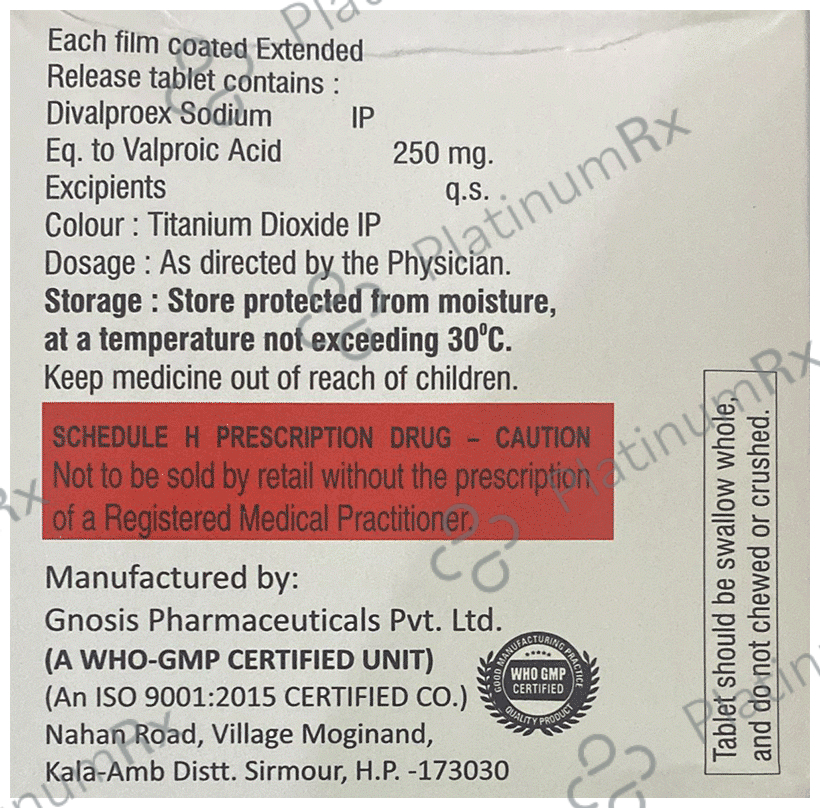 Each film coated Extended
Release tablet contains :
Divalproex Sodium IP
Eq. to Valproic Acid 250 mg.
Excipients q.s.
Colour : Titanium Dioxide IP
Dosage : As directed by the Physician.
Storage : Store protected from moisture,
at a temperature not exceeding 30⁰C.
Keep medicine out of reach of children.
SCHEDULE H PRESCRIPTION DRUG – CAUTION
Not to be sold by retail without the prescription
of a Registered Medical Practitioner.
Manufactured by:
Gnosis Pharmaceuticals Pvt. Ltd.
(A WHO-GMP CERTIFIED UNIT)
(An ISO 9001:2015 CERTIFIED CO.)
Nahan Road, Village Moginand,
Kala-Amb Distt. Sirmour, H.P. -173030
GOOD MANUFACTURING PRACTICE
WHO GMP
CERTIFIED
QUALITY PRODUCT
Tablet should be swallow whole,
and do not chewed or crushed.
PlatinumRx
PlatinumRx